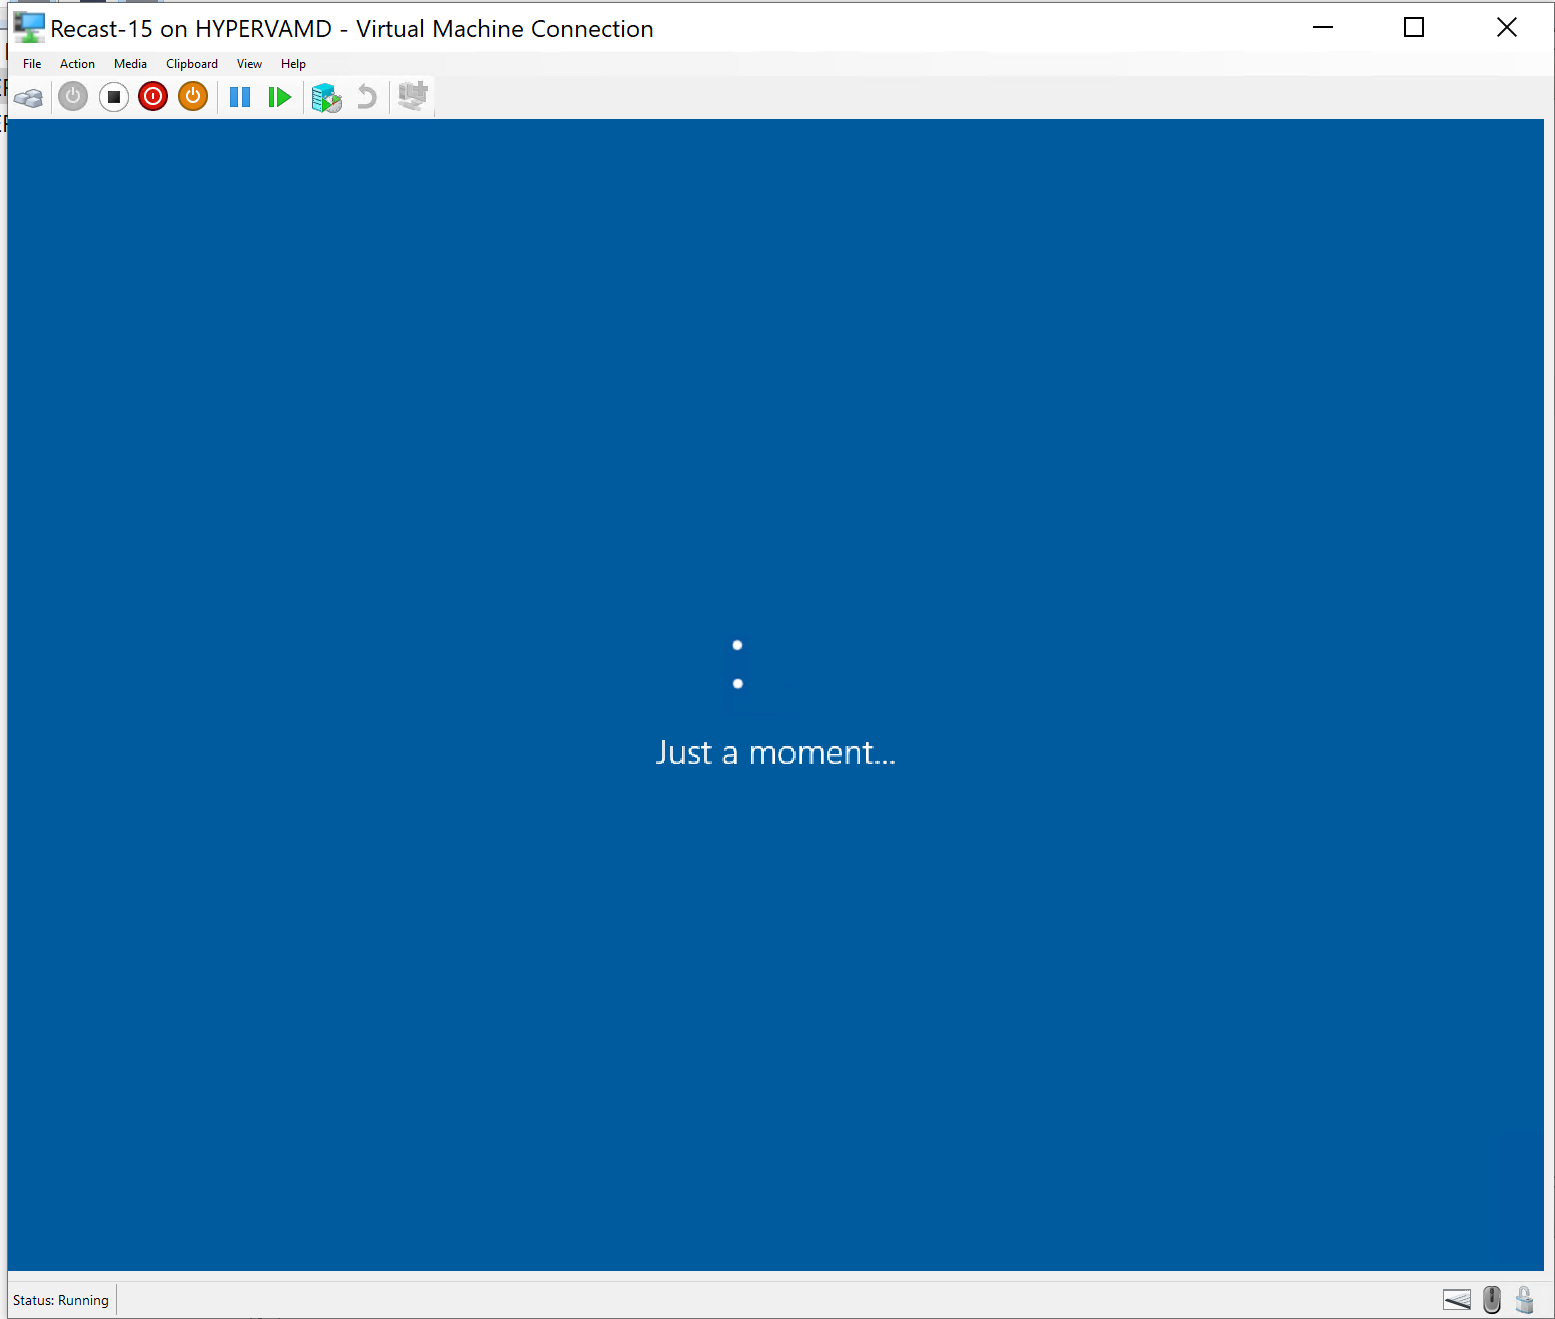 Recast-15 on HYPERVAMD - Virtual Machine Connection
File Action Media Clipboard View Help
Just a moment...
Status: Running